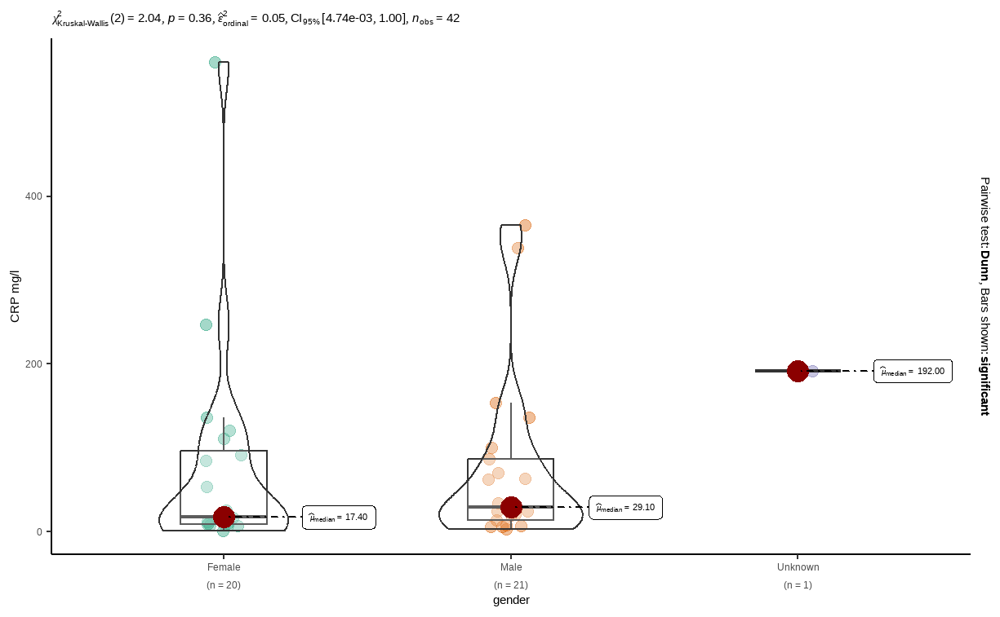 χ²Kruskal-Wallis(2) = 2.04, p = 0.36, ε̂²ordinal = 0.05, CI95% [4.74e-03, 1.00], nobs = 42
400
200
0
CRP mg/l
μ̂median = 17.40
μ̂median = 29.10
μ̂median = 192.00
Female
(n = 20)
Male
(n = 21)
Unknown
(n = 1)
gender
Pairwise test: Dunn, Bars shown: significant